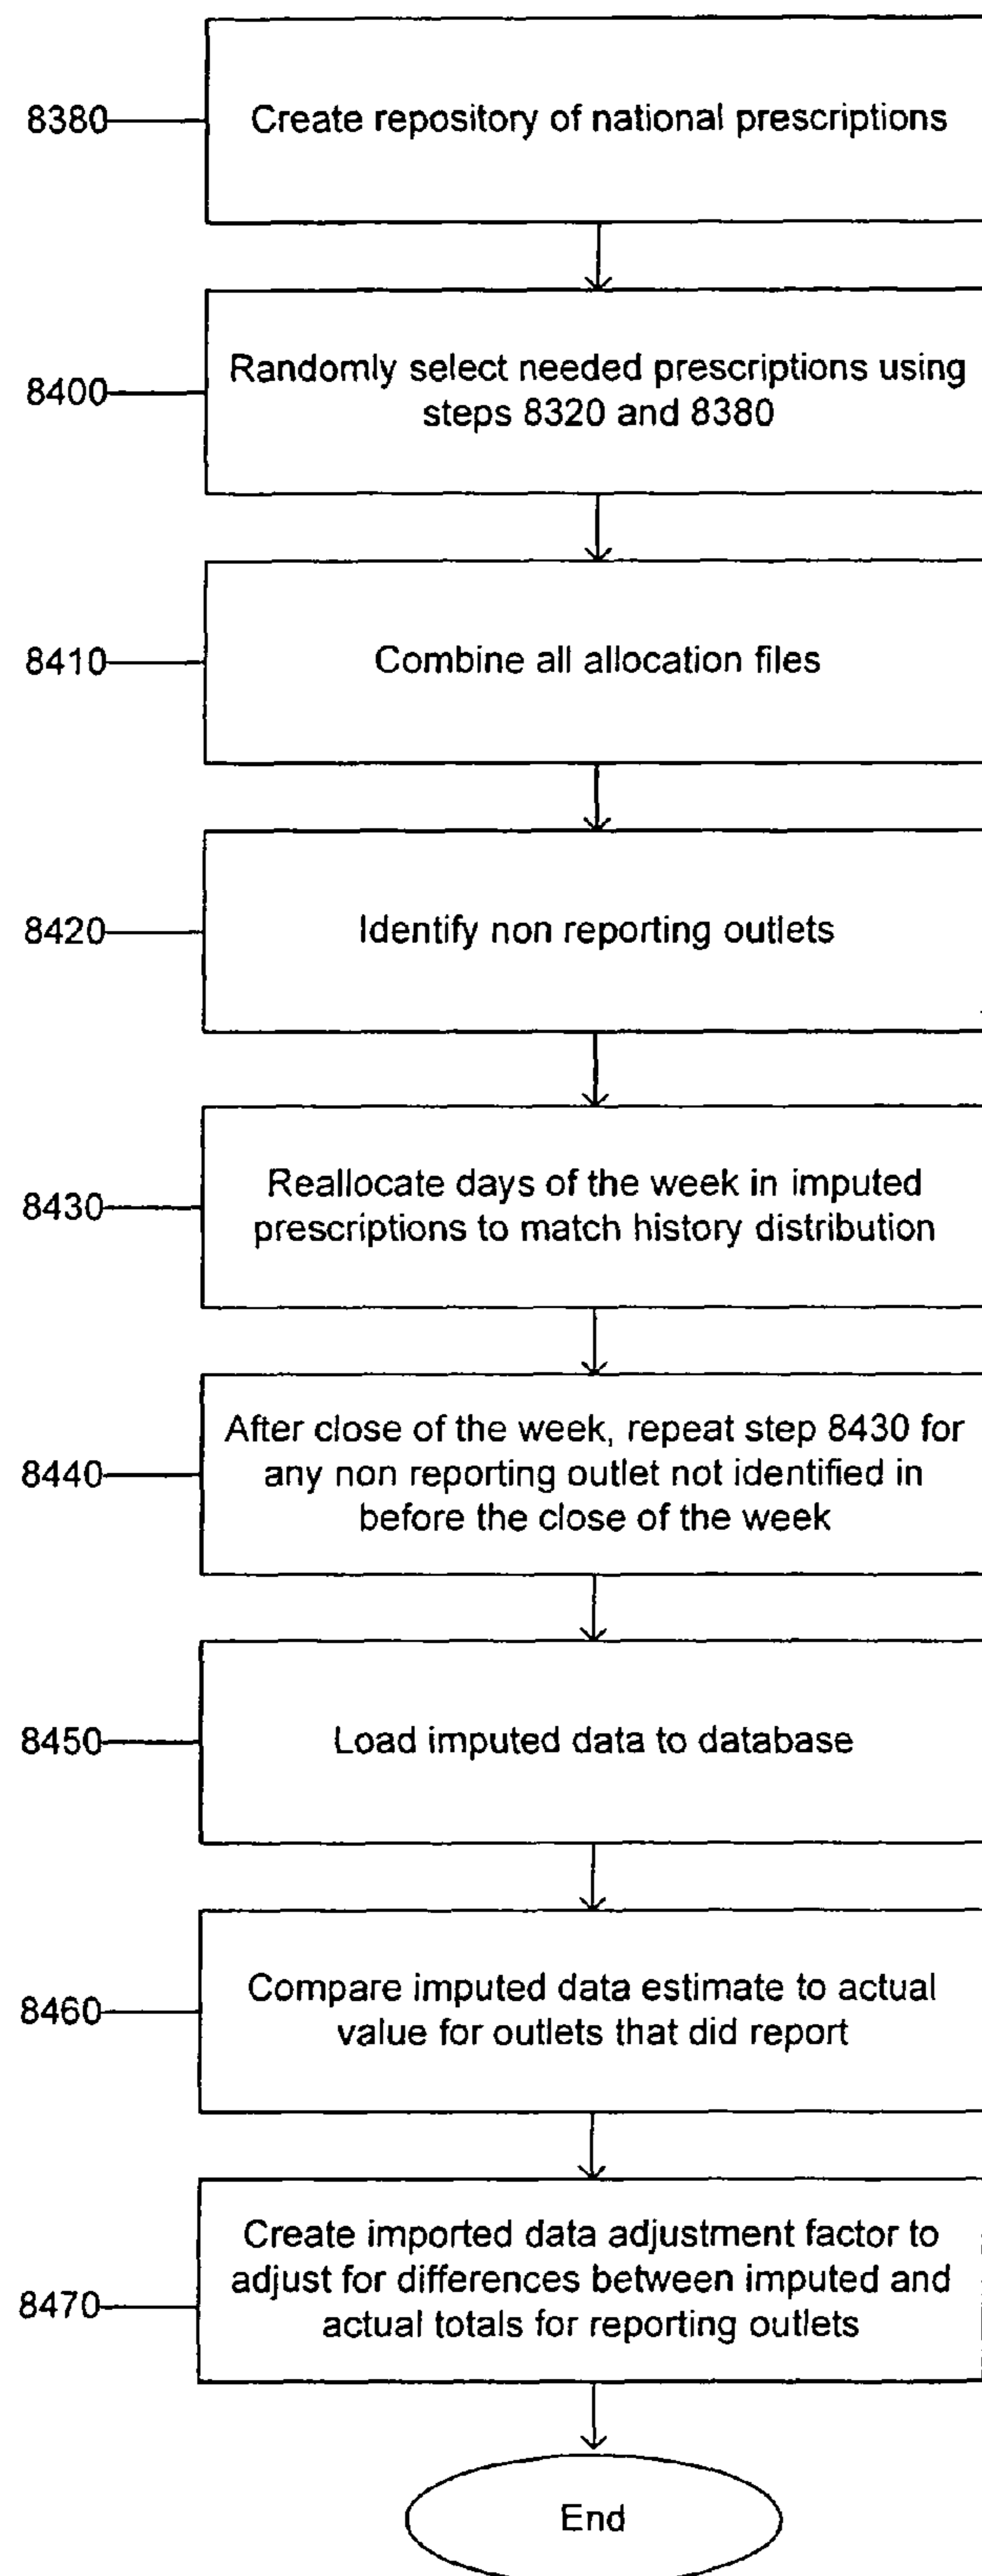 8380
Create repository of national prescriptions
8400
Randomly select needed prescriptions using
steps 8320 and 8380
8410
Combine all allocation files
8420
Identify non reporting outlets
8430
Reallocate days of the week in imputed
prescriptions to match history distribution
8440
After close of the week, repeat step 8430 for
any non reporting outlet not identified in
before the close of the week
8450
Load imputed data to database
8460
Compare imputed data estimate to actual
value for outlets that did report
8470
Create imported data adjustment factor to
adjust for differences between imputed and
actual totals for reporting outlets
End